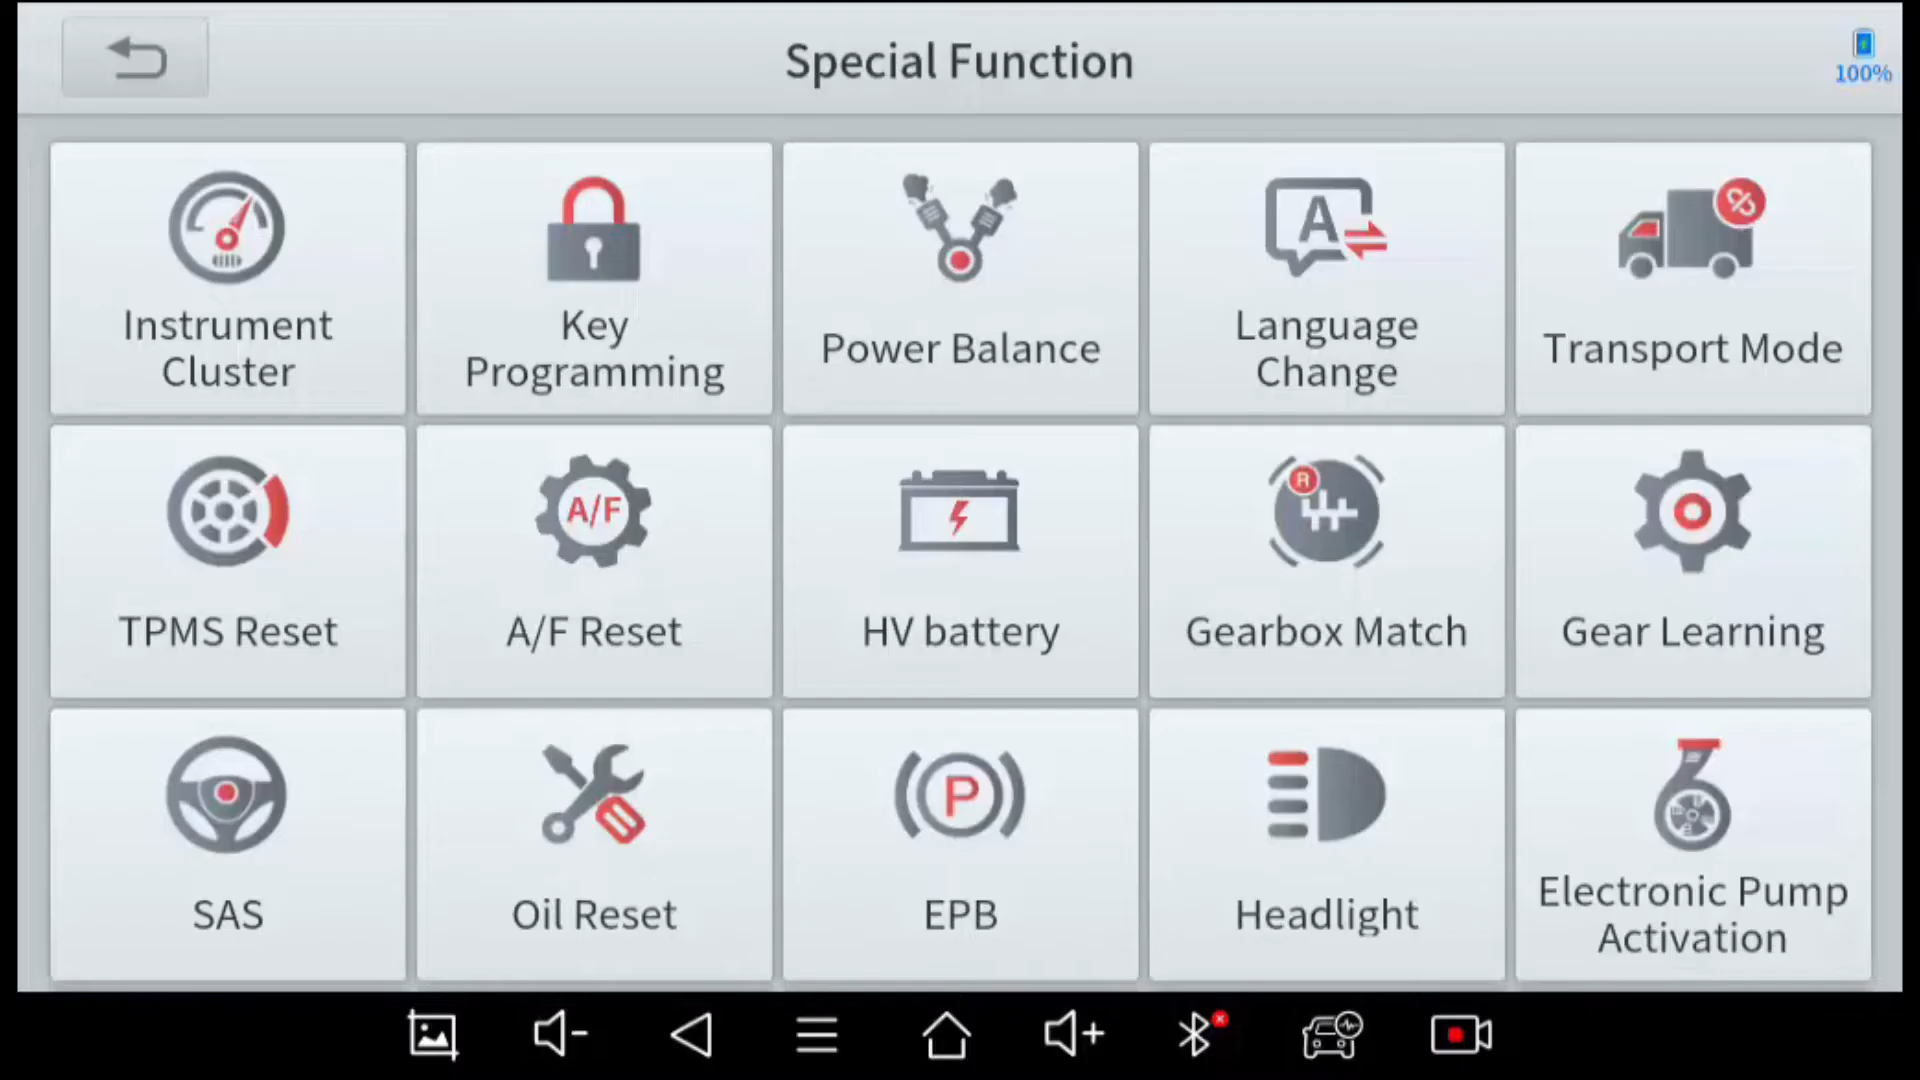 Special Function
100%
Instrument
Cluster
Key
Programming
Power Balance
A
Language
Change
Transport Mode
TPMS Reset
A/F
A/F Reset
HV battery
R
Gearbox Match
Gear Learning
SAS
Oil Reset
P
EPB
Headlight
Electronic Pump
Activation